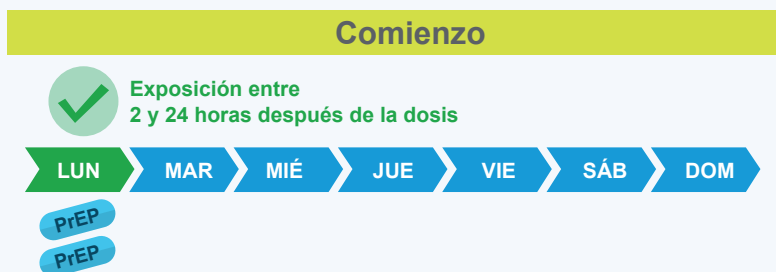 Comienzo
Exposición entre
2 y 24 horas después de la dosis
LUN MAR MIÉ JUE VIE SÁB DOM
PrEP
PrEP